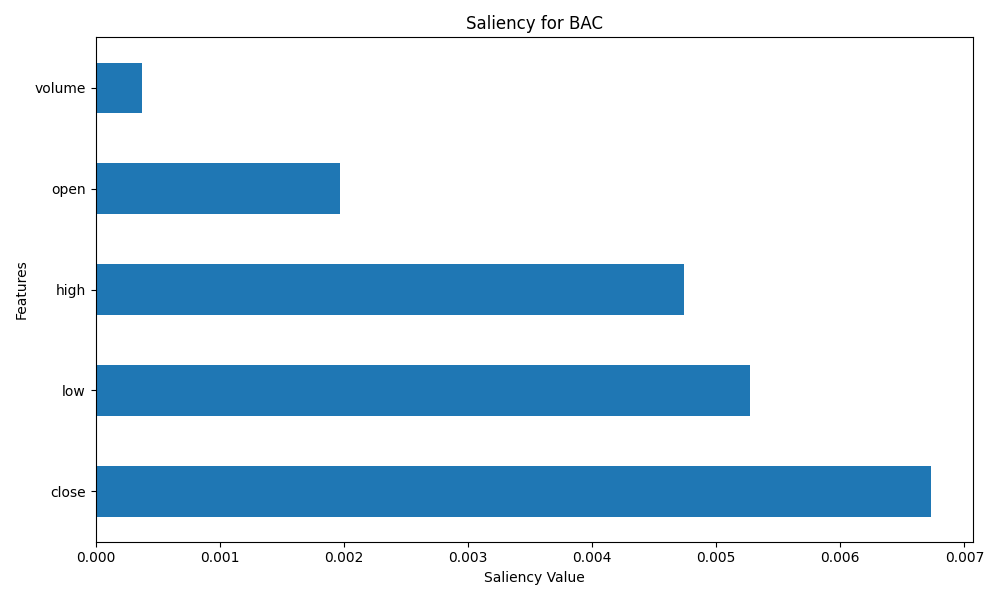 Saliency for BAC
volume
open
high
low
close
Features
0.000 0.001 0.002 0.003 0.004 0.005 0.006 0.007
Saliency Value